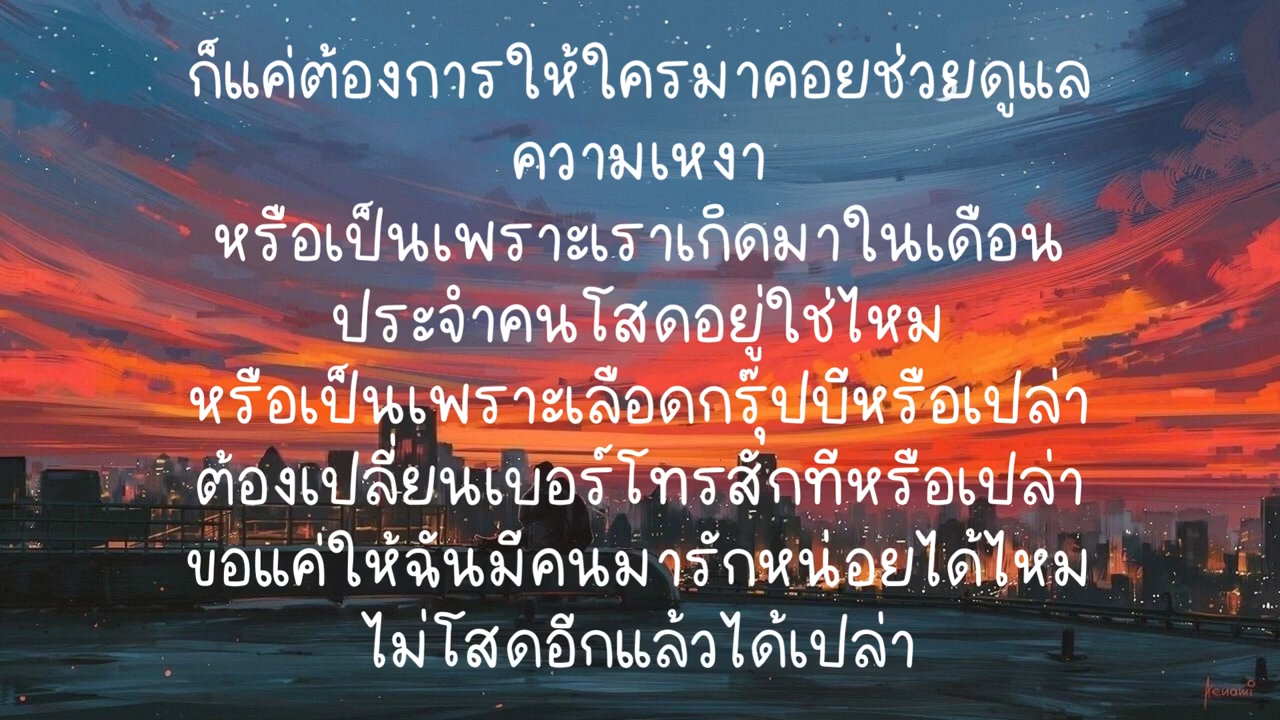 ก็แค่ต้องการให้ใครมาคอยช่วยดูแล
ความเหงา
หรือเป็นเพราะเราเกิดมาในเดือน
ประจำคนโสดอยู่ใช่ไหม
หรือเป็นเพราะเลือดกรุ๊ปบีหรือเปล่า
ต้องเปลี่ยนเบอร์โทรสักทีหรือเปล่า
ขอแค่ให้ฉันมีคนมารักหน่อยได้ไหม
ไม่โสดอีกแล้วได้เปล่า
Aenami